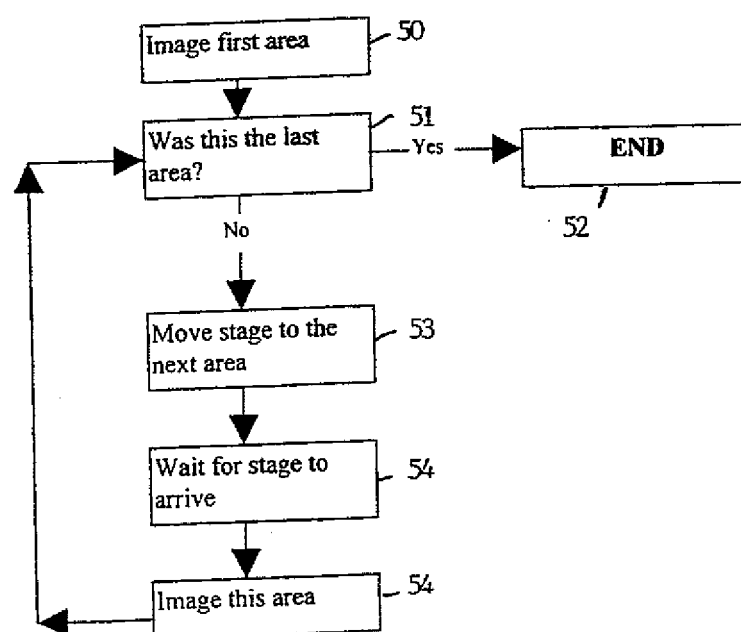 Image first area
50
Was this the last
area?
51
Yes
END
52
No
Move stage to the
next area
53
Wait for stage to
arrive
54
Image this area
54